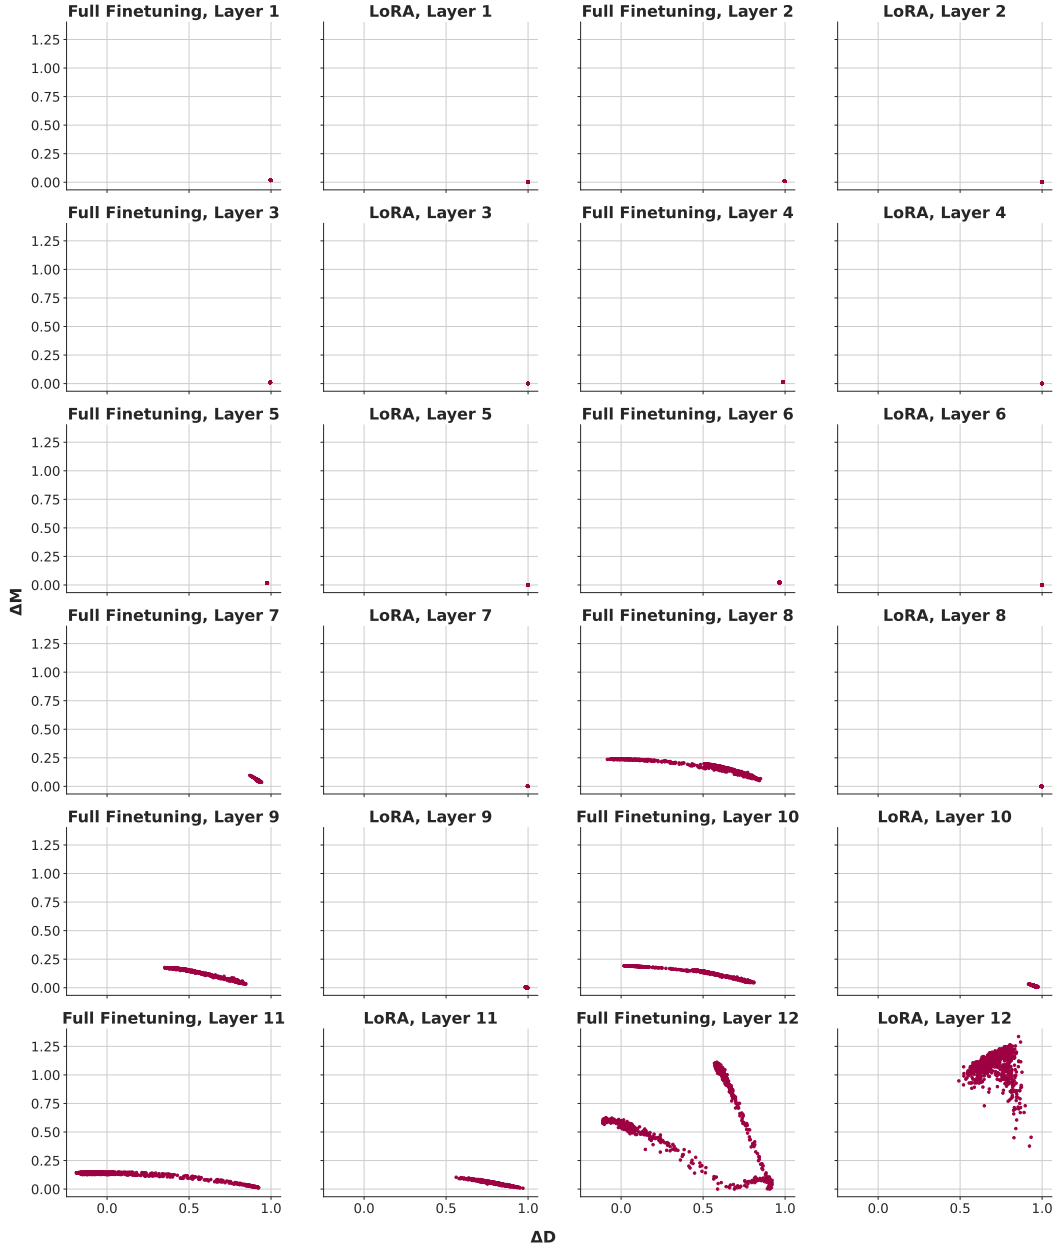 Full Finetuning, Layer 1
LoRA, Layer 1
Full Finetuning, Layer 2
LoRA, Layer 2
1.25
1.00
0.75
0.50
0.25
0.00
Full Finetuning, Layer 3
LoRA, Layer 3
Full Finetuning, Layer 4
LoRA, Layer 4
1.25
1.00
0.75
0.50
0.25
0.00
Full Finetuning, Layer 5
LoRA, Layer 5
Full Finetuning, Layer 6
LoRA, Layer 6
1.25
1.00
0.75
0.50
0.25
0.00
ΔM
Full Finetuning, Layer 7
LoRA, Layer 7
Full Finetuning, Layer 8
LoRA, Layer 8
1.25
1.00
0.75
0.50
0.25
0.00
Full Finetuning, Layer 9
LoRA, Layer 9
Full Finetuning, Layer 10
LoRA, Layer 10
1.25
1.00
0.75
0.50
0.25
0.00
Full Finetuning, Layer 11
LoRA, Layer 11
Full Finetuning, Layer 12
LoRA, Layer 12
1.25
1.00
0.75
0.50
0.25
0.00
0.0 0.5 1.0
0.0 0.5 1.0
0.0 0.5 1.0
0.0 0.5 1.0
ΔD